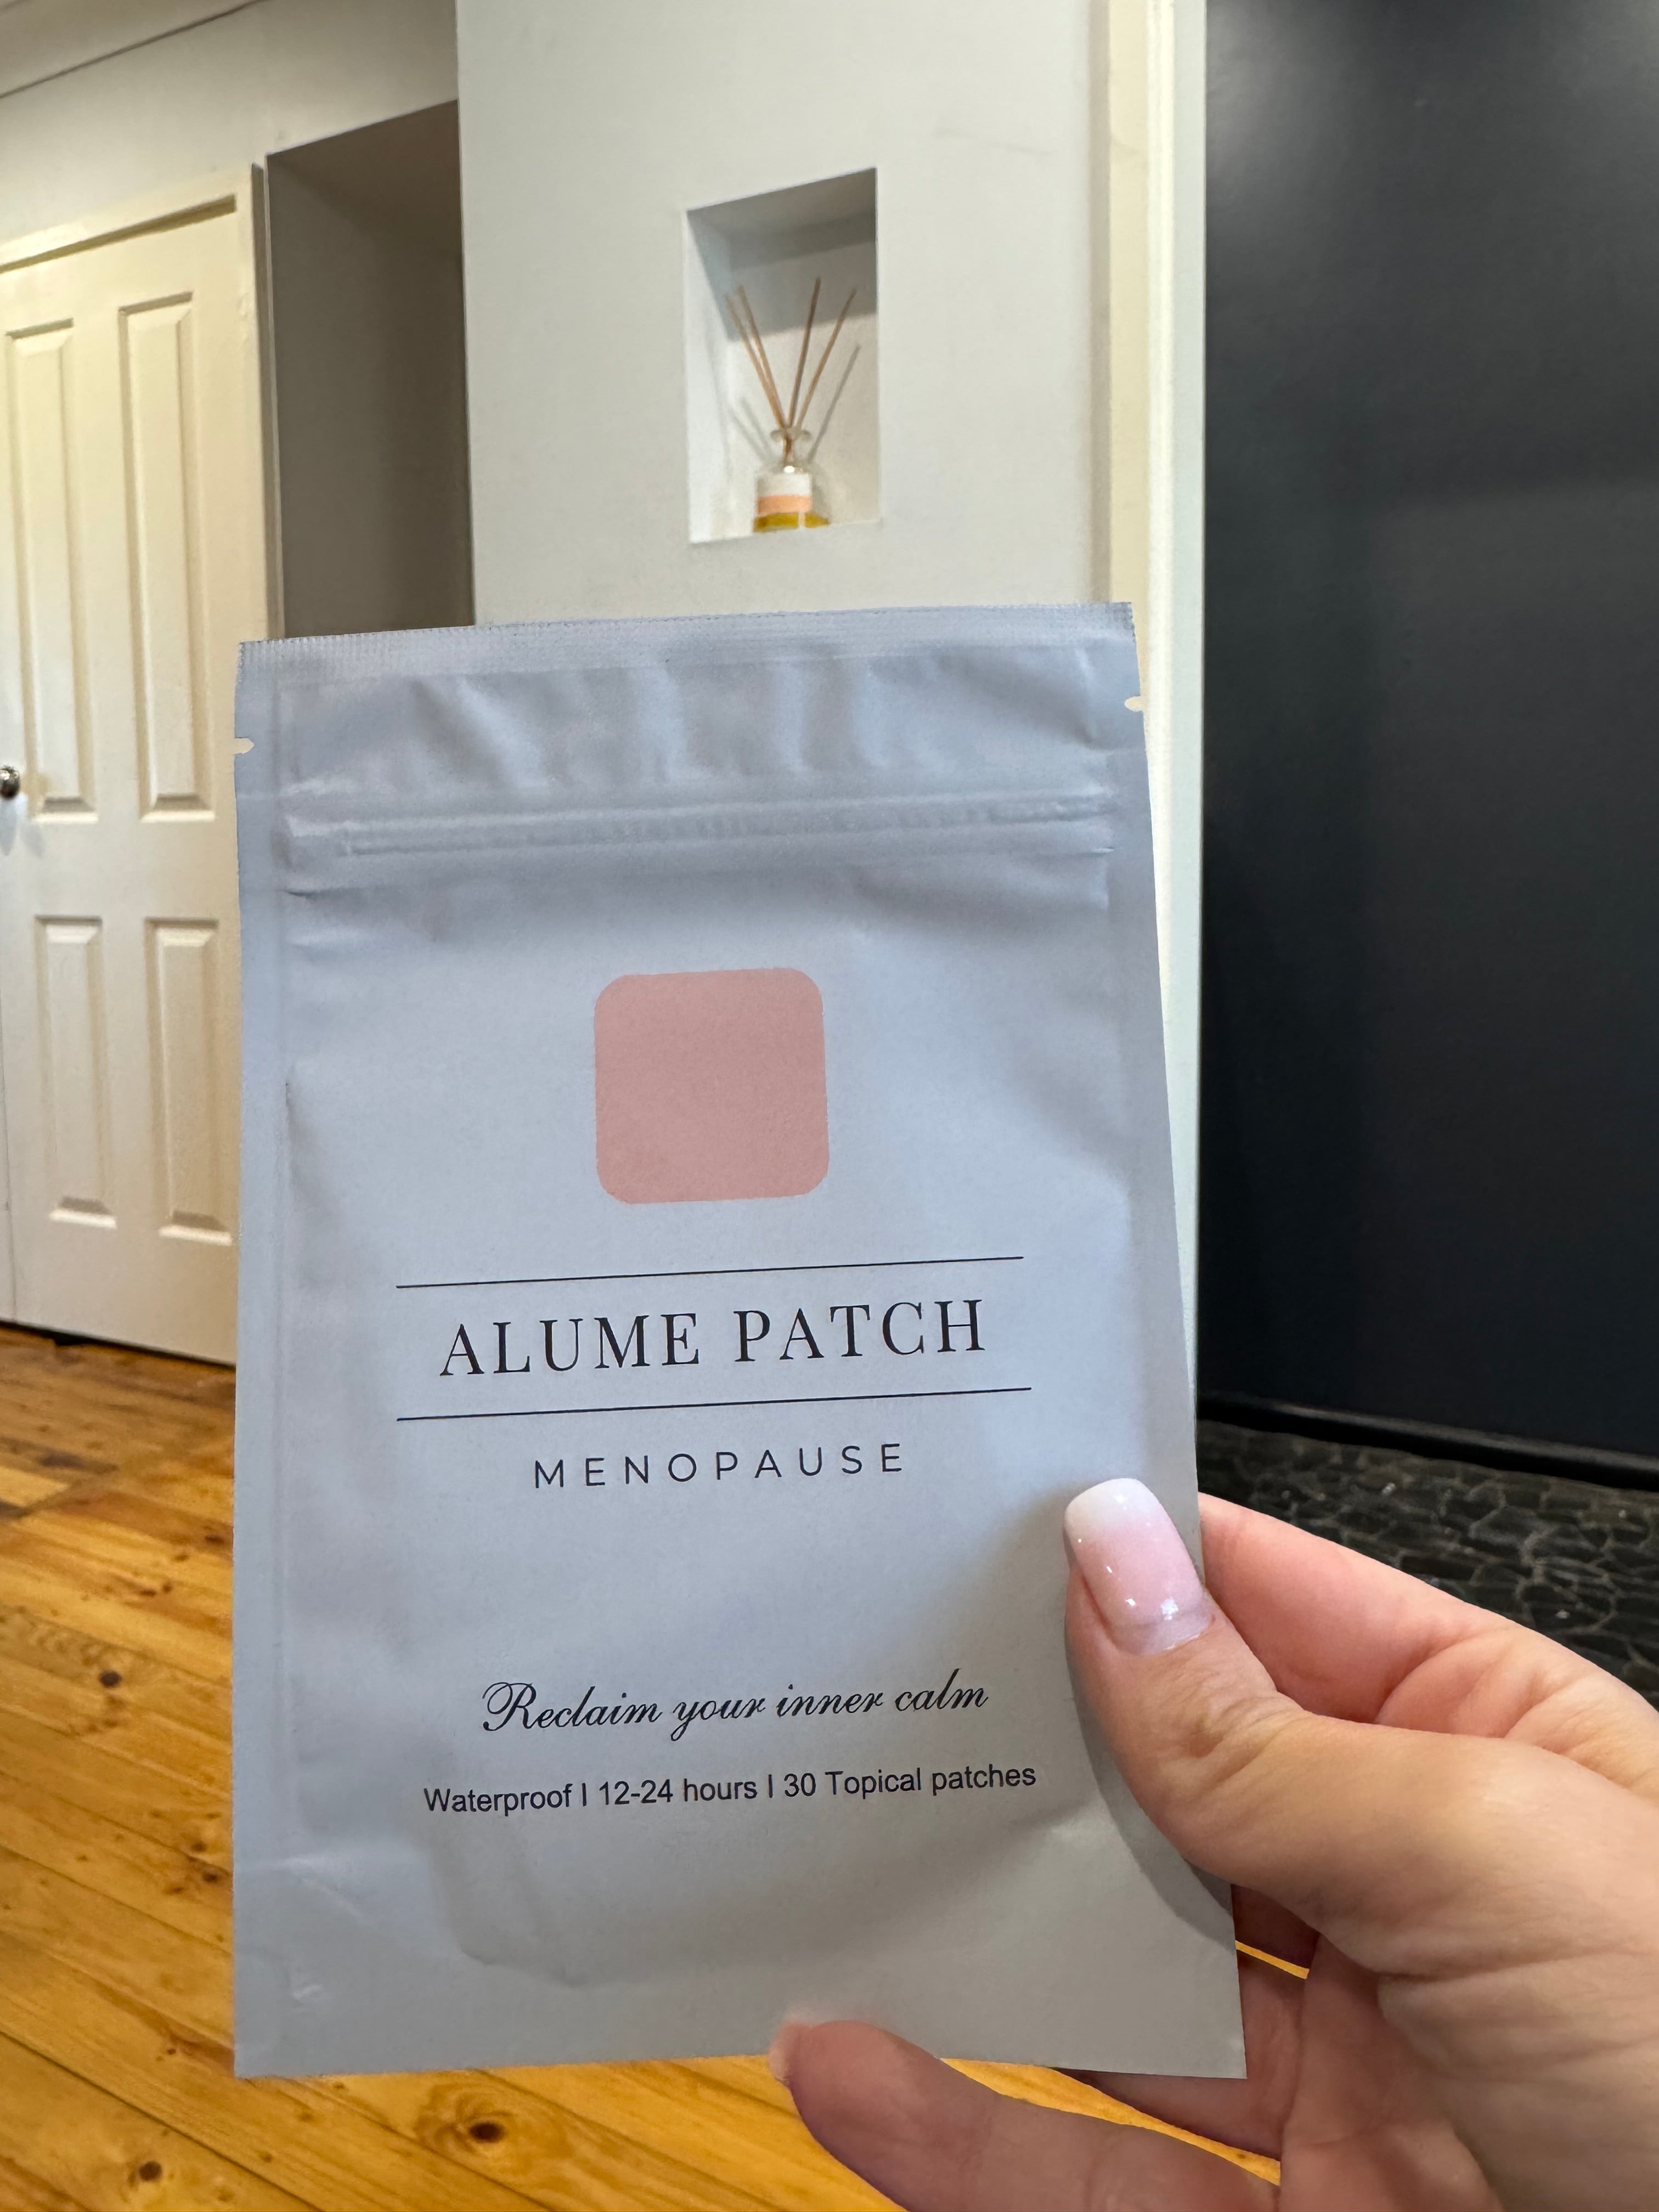 ALUME PATCH
MENOPAUSE
Reclaim your inner calm
Waterproof | 12-24 hours | 30 Topical patches